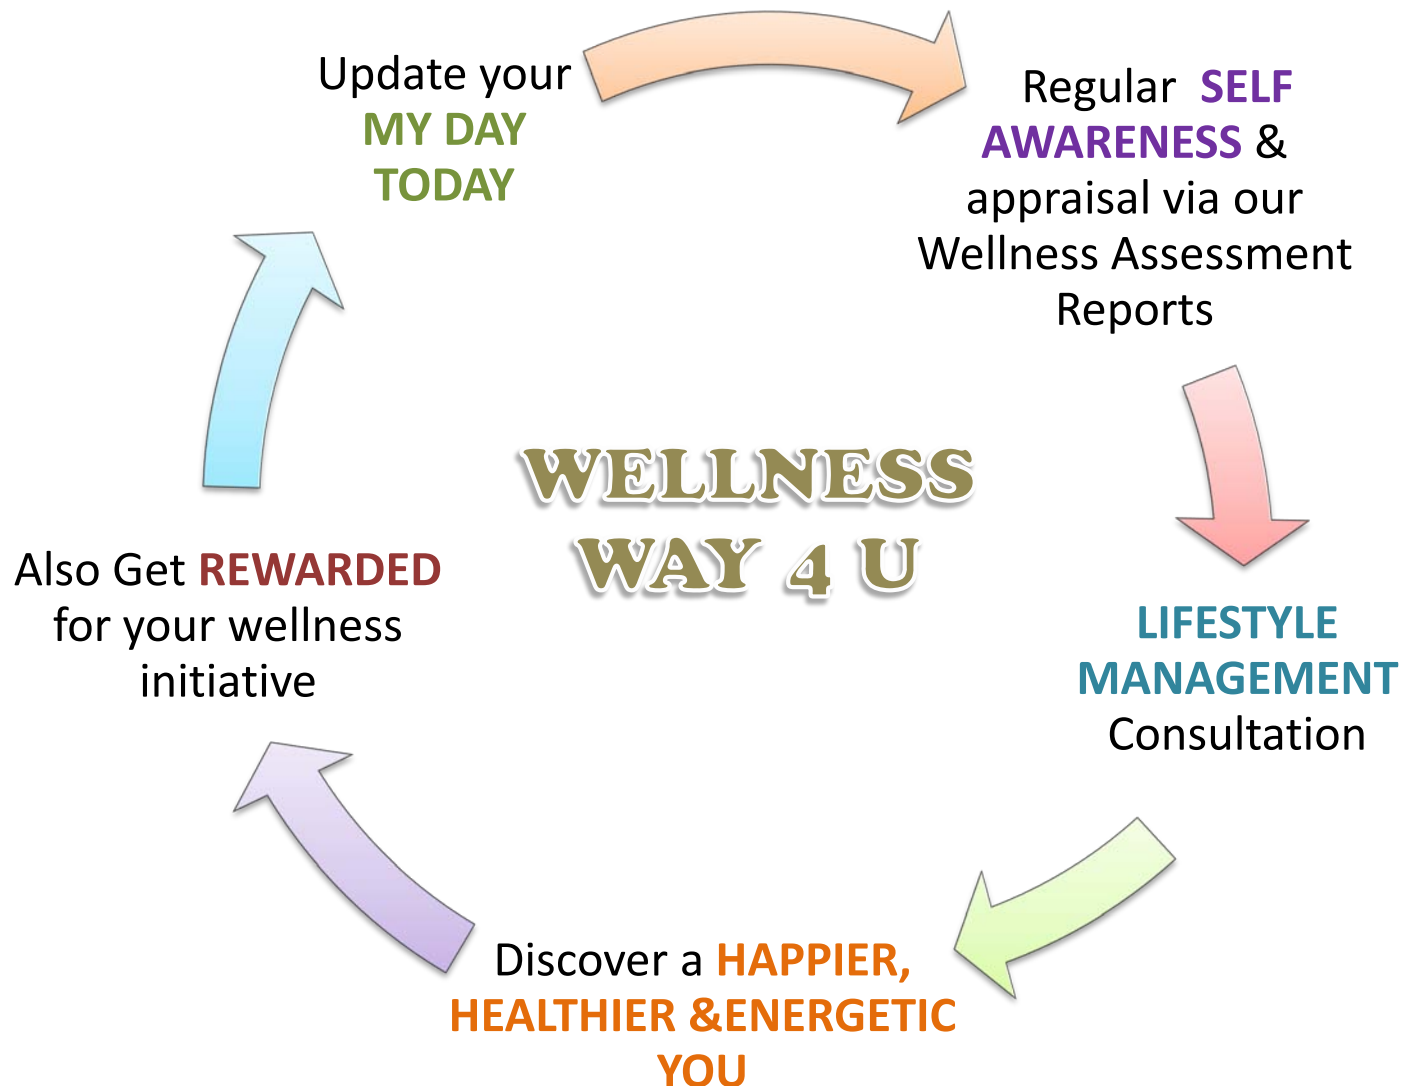 Update your
MY DAY
TODAY
Regular  SELF
AWARENESS &
appraisal via our
Wellness Assessment
Reports
LIFESTYLE
MANAGEMENT
Consultation
Discover a HAPPIER,
HEALTHIER &ENERGETIC
YOU
Also Get REWARDED
for your wellness
initiative
WELLNESS
WAY 4 U